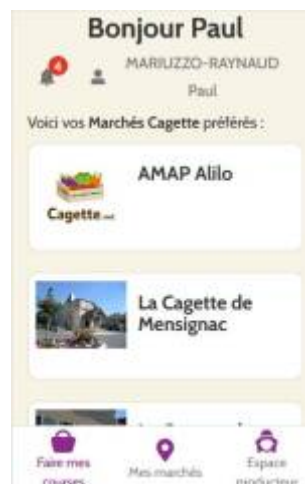 Bonjour Paul
4
MARIUZZO-RAYNAUD
Paul
Voici vos Marchés Cagette préférés :
AMAP Alilo
Cagette.net
La Cagette de
Mensignac
Faire mes
courses
Mes marchés
Espace
producteur